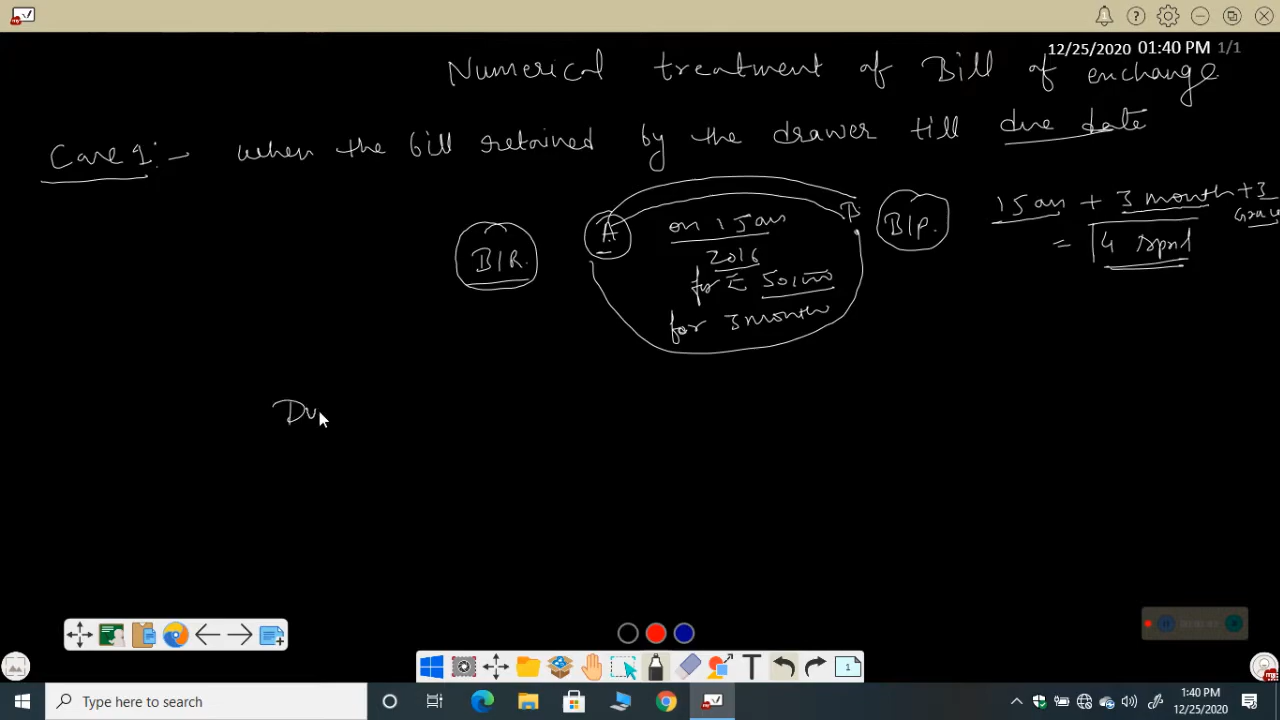 12/25/2020 01:40 PM 1/1
Numerical treatment of Bill of enchange
Case 1:- when the bill retained by the drawer till due date
B/R.
A
on 1 Jan
2016
for ₹ 50,000
for 3 month
B
B/P.
1 Jan + 3 month + 3
= 4
Du
Type here to search
1:40 PM
12/25/2020